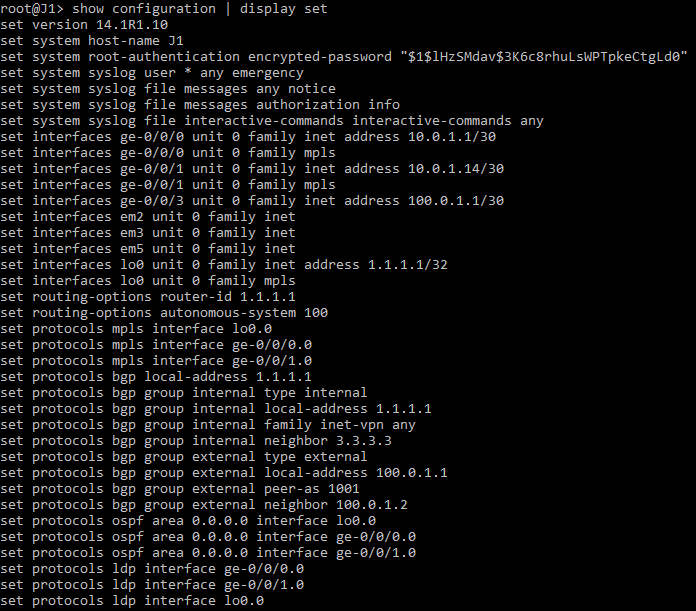 root@J1> show configuration | display set
set version 14.1R1.10
set system host-name J1
set system root-authentication encrypted-password "$1$lHzSMdav$3K6c8rhuLsWPTpkeCtgLd0"
set system syslog user * any emergency
set system syslog file messages any notice
set system syslog file messages authorization info
set system syslog file interactive-commands interactive-commands any
set interfaces ge-0/0/0 unit 0 family inet address 10.0.1.1/30
set interfaces ge-0/0/0 unit 0 family mpls
set interfaces ge-0/0/1 unit 0 family inet address 10.0.1.14/30
set interfaces ge-0/0/1 unit 0 family mpls
set interfaces ge-0/0/3 unit 0 family inet address 100.0.1.1/30
set interfaces em2 unit 0 family inet
set interfaces em3 unit 0 family inet
set interfaces em5 unit 0 family inet
set interfaces lo0 unit 0 family inet address 1.1.1.1/32
set interfaces lo0 unit 0 family mpls
set routing-options router-id 1.1.1.1
set routing-options autonomous-system 100
set protocols mpls interface lo0.0
set protocols mpls interface ge-0/0/0.0
set protocols mpls interface ge-0/0/1.0
set protocols bgp local-address 1.1.1.1
set protocols bgp group internal type internal
set protocols bgp group internal local-address 1.1.1.1
set protocols bgp group internal family inet-vpn any
set protocols bgp group internal neighbor 3.3.3.3
set protocols bgp group external type external
set protocols bgp group external local-address 100.0.1.1
set protocols bgp group external peer-as 1001
set protocols bgp group external neighbor 100.0.1.2
set protocols ospf area 0.0.0.0 interface lo0.0
set protocols ospf area 0.0.0.0 interface ge-0/0/0.0
set protocols ospf area 0.0.0.0 interface ge-0/0/1.0
set protocols ldp interface ge-0/0/0.0
set protocols ldp interface ge-0/0/1.0
set protocols ldp interface lo0.0